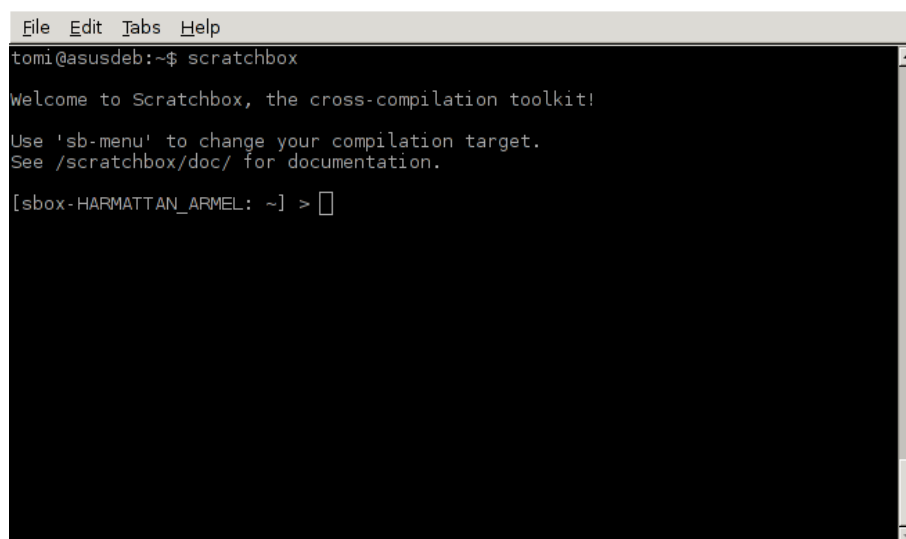 File Edit Tabs Help
tomi@asusdeb:~$ scratchbox
Welcome to Scratchbox, the cross-compilation toolkit!
Use 'sb-menu' to change your compilation target.
See /scratchbox/doc/ for documentation.
[sbox-HARMATTAN_ARMEL: ~] >